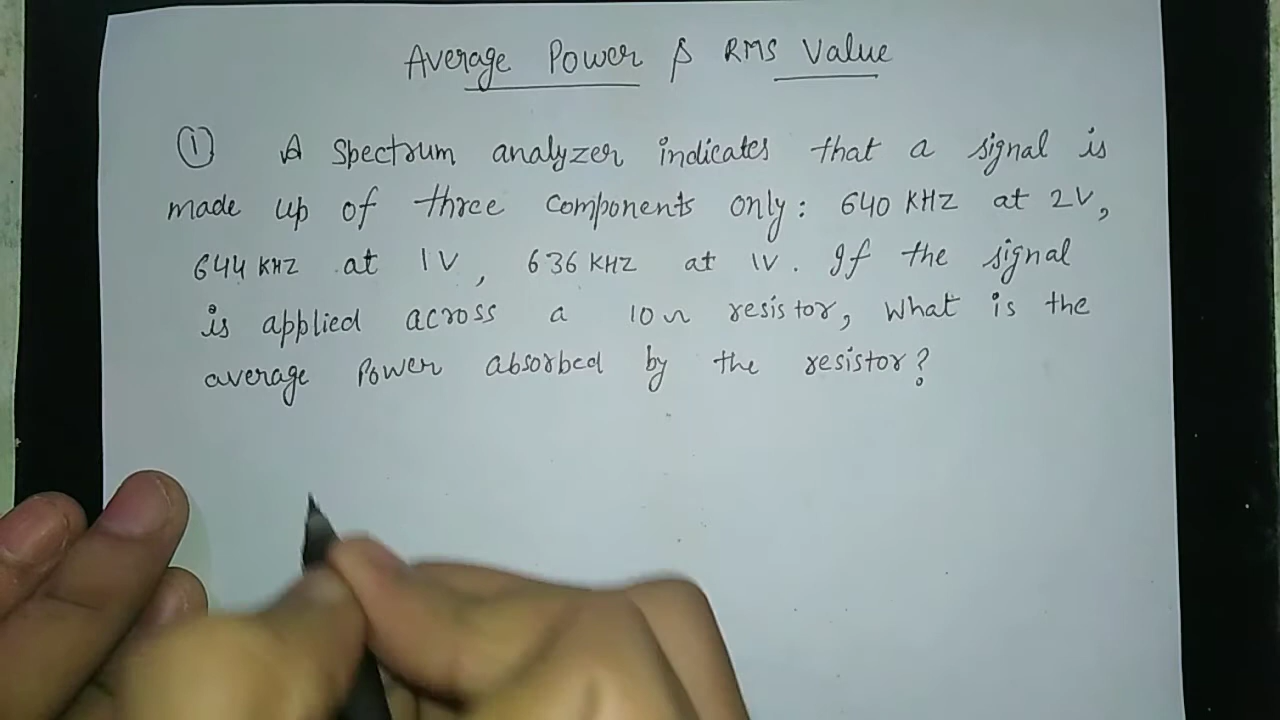 Average Power & RMS Value
① A Spectrum analyzer indicates that a signal is
made up of three components only: 640 KHZ at 2V,
644 KHZ at 1V, 636 KHZ at 1V. If the signal
is applied across a 10Ω resistor, What is the
average Power absorbed by the resistor?